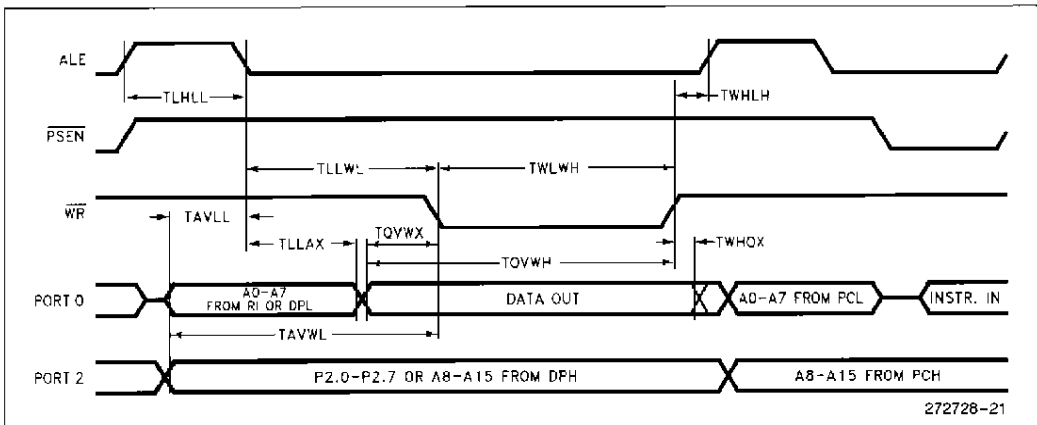 ALE
TLHLL
TWHLH
PSEN
TLLWL
TWLWH
WR
TAVLL
TLLAX
TQVWX
TWHQX
TQVWH
PORT 0
A0-A7
FROM RI OR DPL
DATA OUT
A0-A7 FROM PCL
INSTR. IN
TAVWL
PORT 2
P2.0-P2.7 OR A8-A15 FROM DPH
A8-A15 FROM PCH
272728-21